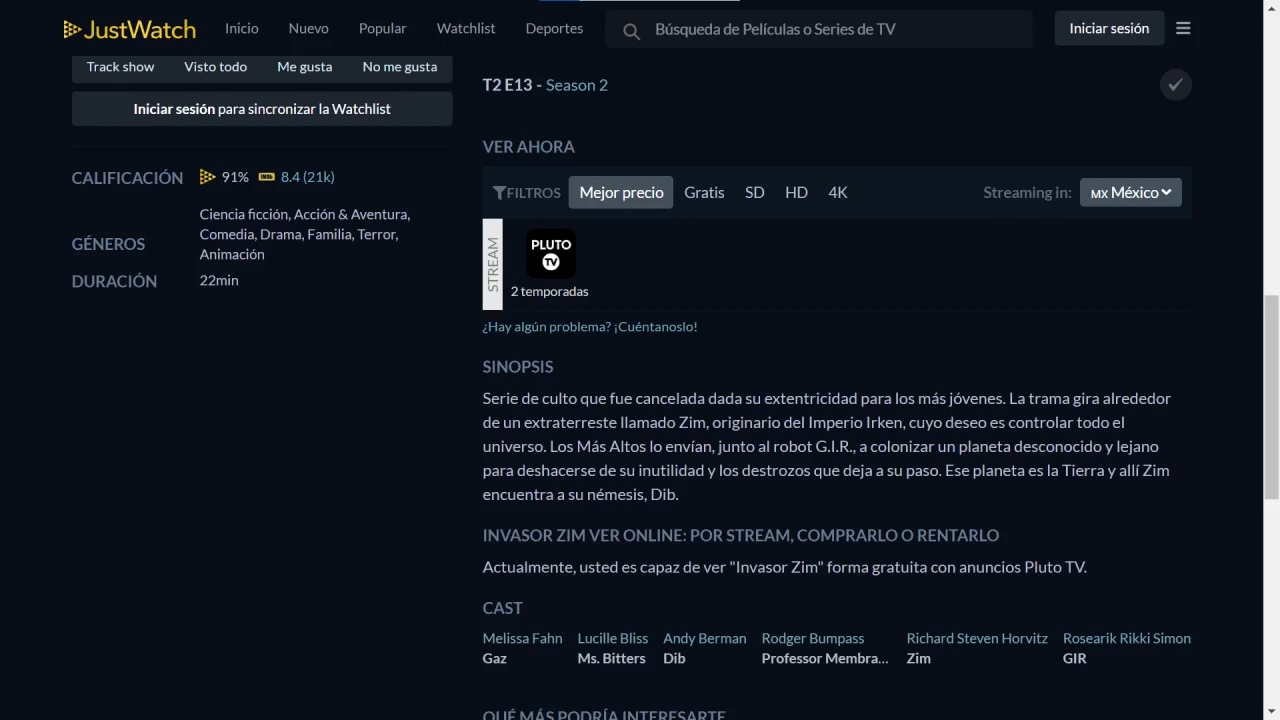 JustWatch
Inicio
Nuevo
Popular
Watchlist
Deportes
Búsqueda de Películas o Series de TV
Iniciar sesión
Track show
Visto todo
Me gusta
No me gusta
Iniciar sesión para sincronizar la Watchlist
CALIFICACIÓN
91%
IMDb
8.4 (21k)
GÉNEROS
Ciencia ficción, Acción & Aventura,
Comedia, Drama, Familia, Terror,
Animación
DURACIÓN
22min
T2 E13 - Season 2
VER AHORA
FILTROS
Mejor precio
Gratis
SD
HD
4K
Streaming in:
MX México
STREAM
PLUTO
TV
2 temporadas
¿Hay algún problema? ¡Cuéntanoslo!
SINOPSIS
Serie de culto que fue cancelada dada su extentricidad para los más jóvenes. La trama gira alrededor
de un extraterreste llamado Zim, originario del Imperio Irken, cuyo deseo es controlar todo el
universo. Los Más Altos lo envían, junto al robot G.I.R., a colonizar un planeta desconocido y lejano
para deshacerse de su inutilidad y los destrozos que deja a su paso. Ese planeta es la Tierra y allí Zim
encuentra a su némesis, Dib.
INVASOR ZIM VER ONLINE: POR STREAM, COMPRARLO O RENTARLO
Actualmente, usted es capaz de ver "Invasor Zim" forma gratuita con anuncios Pluto TV.
CAST
Melissa Fahn
Gaz
Lucille Bliss
Ms. Bitters
Andy Berman
Dib
Rodger Bumpass
Professor Membra...
Richard Steven Horvitz
Zim
Rosearik Rikki Simon
GIR
QUÉ MÁS PODRÍA INTERESARTE